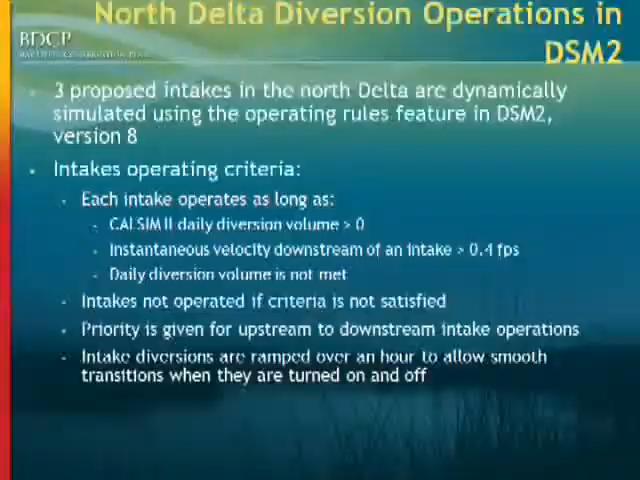 North Delta Diversion Operations in
DSM2
BDCP
3 proposed intakes in the north Delta are dynamically
simulated using the operating rules feature in DSM2,
version 8
Intakes operating criteria:
Each intake operates as long as:
CALSIM II daily diversion volume > 0
Instantaneous velocity downstream of an intake > 0.4 fps
Daily diversion volume is not met
Intakes not operated if criteria is not satisfied
Priority is given for upstream to downstream intake operations
Intake diversions are ramped over an hour to allow smooth
transitions when they are turned on and off